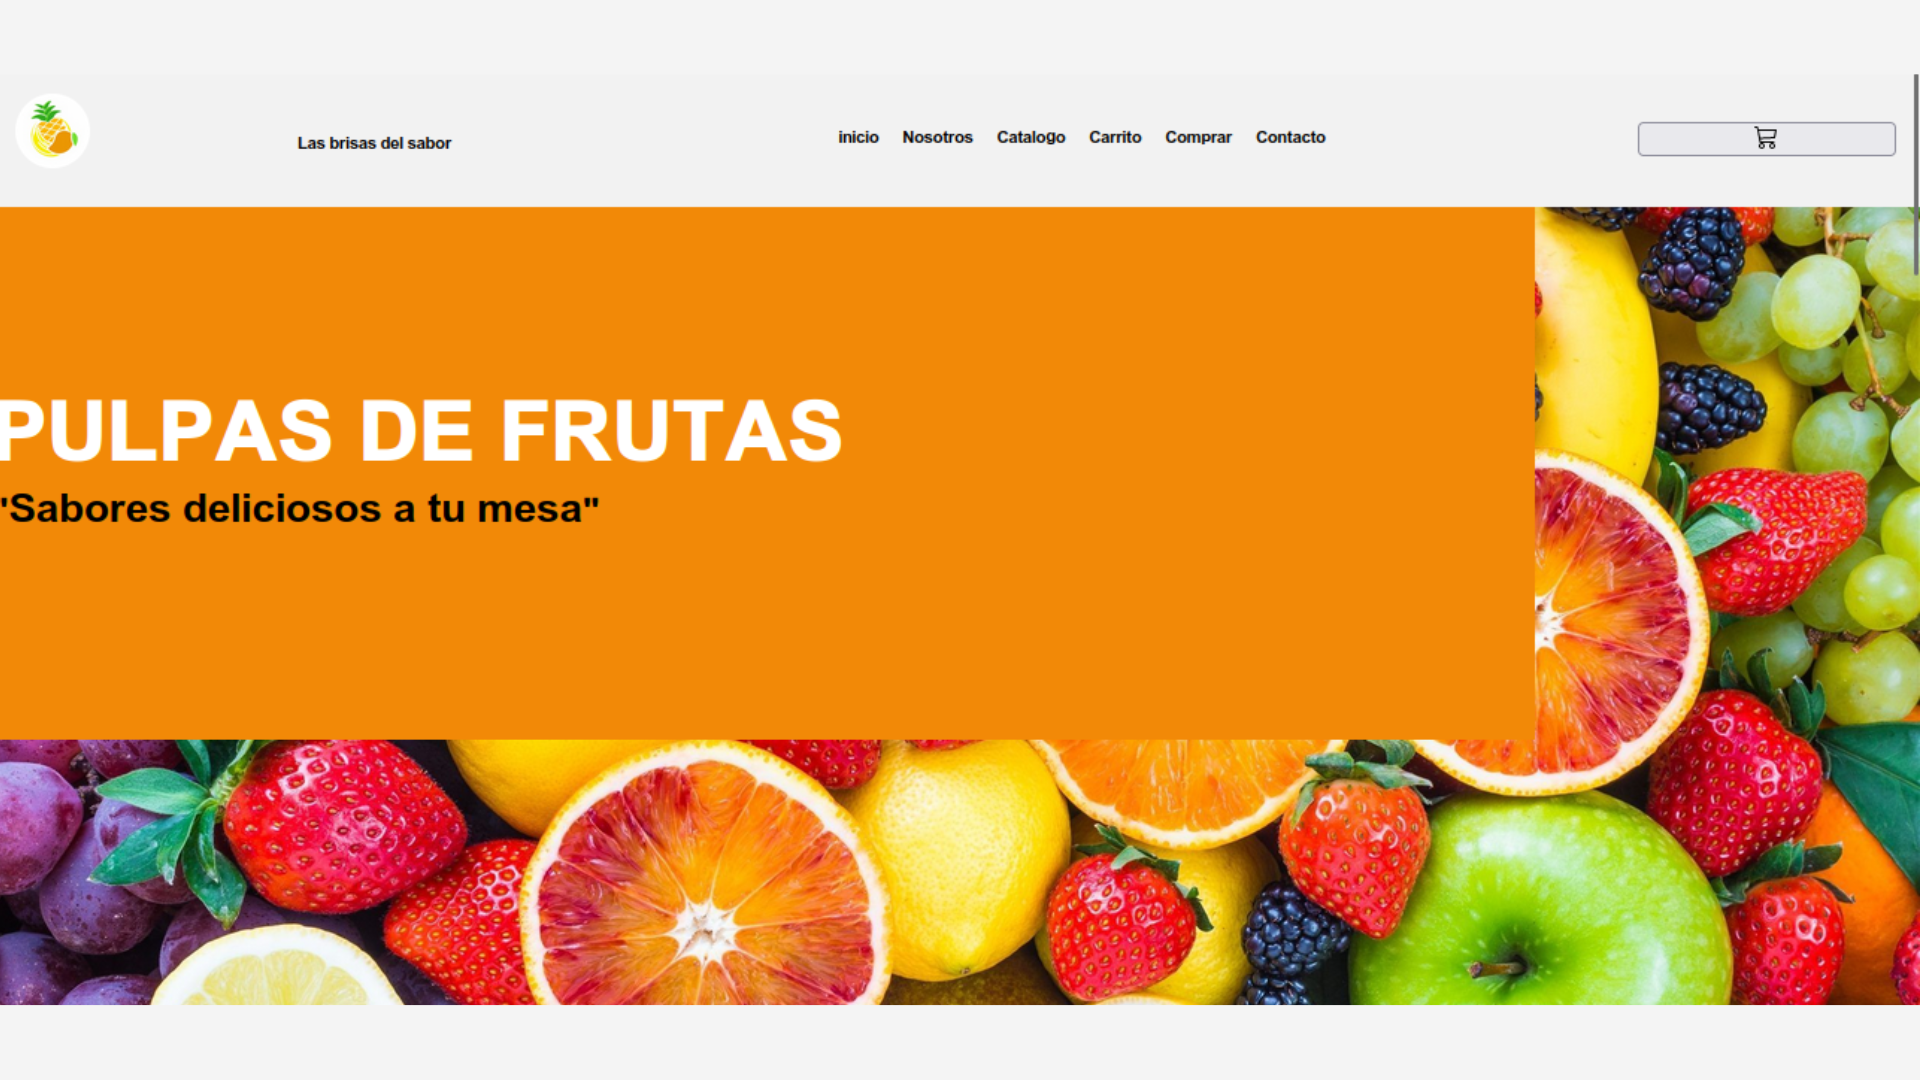 Las brisas del sabor
inicio Nosotros Catalogo Carrito Comprar Contacto
PULPAS DE FRUTAS
"Sabores deliciosos a tu mesa"